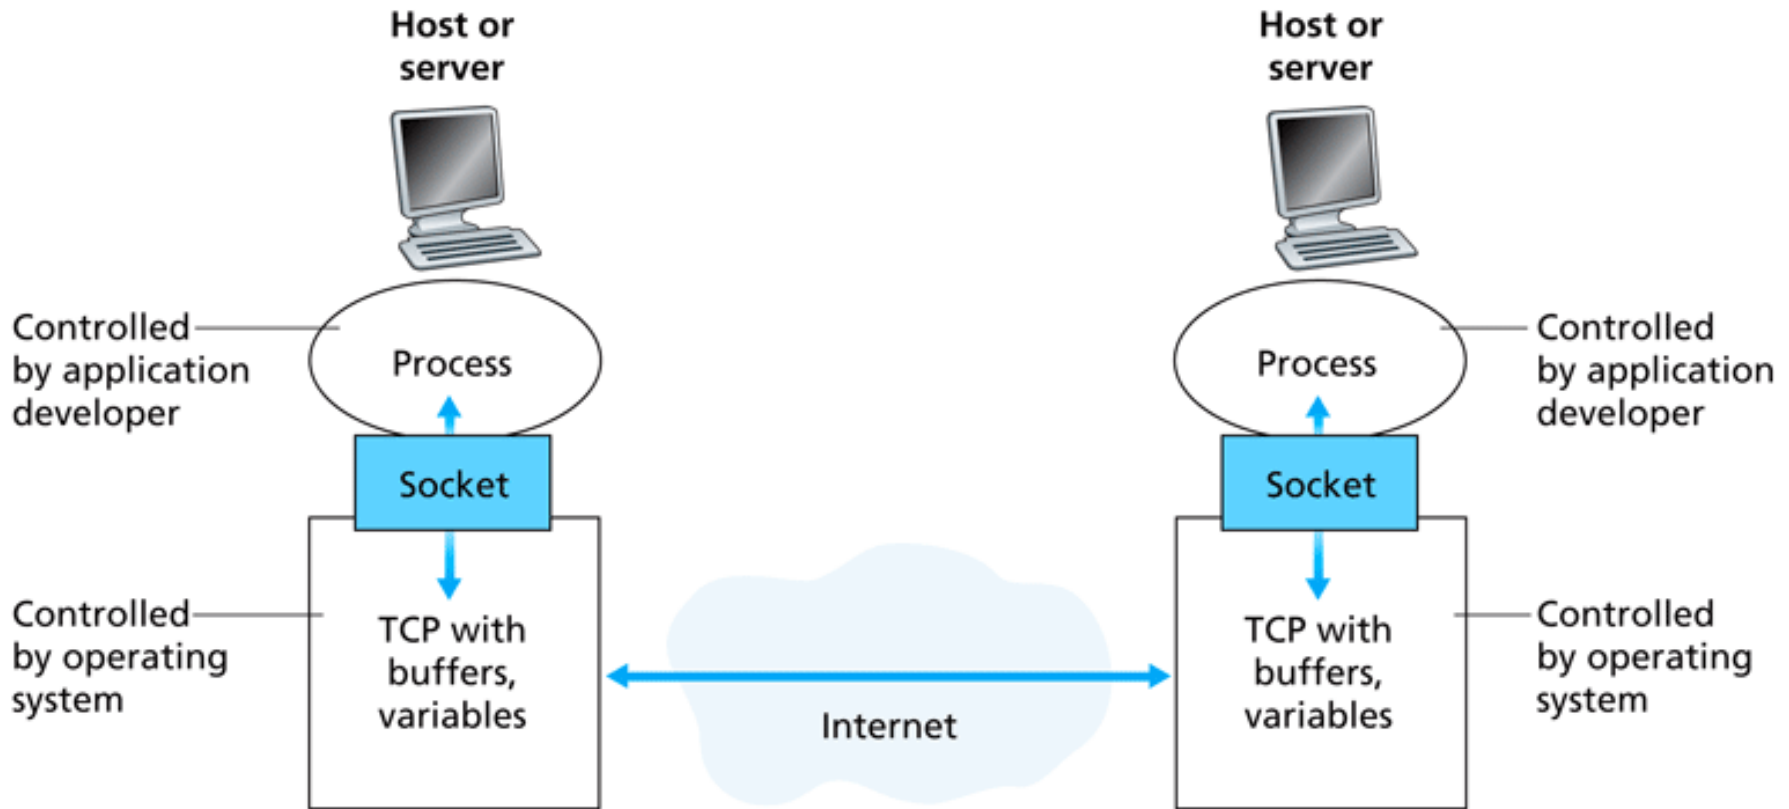 Host or
server
Host or
server
Controlled
by application
developer
Process
Process
Controlled
by application
developer
Socket
Socket
Controlled
by operating
system
TCP with
buffers,
variables
Internet
TCP with
buffers,
variables
Controlled
by operating
system